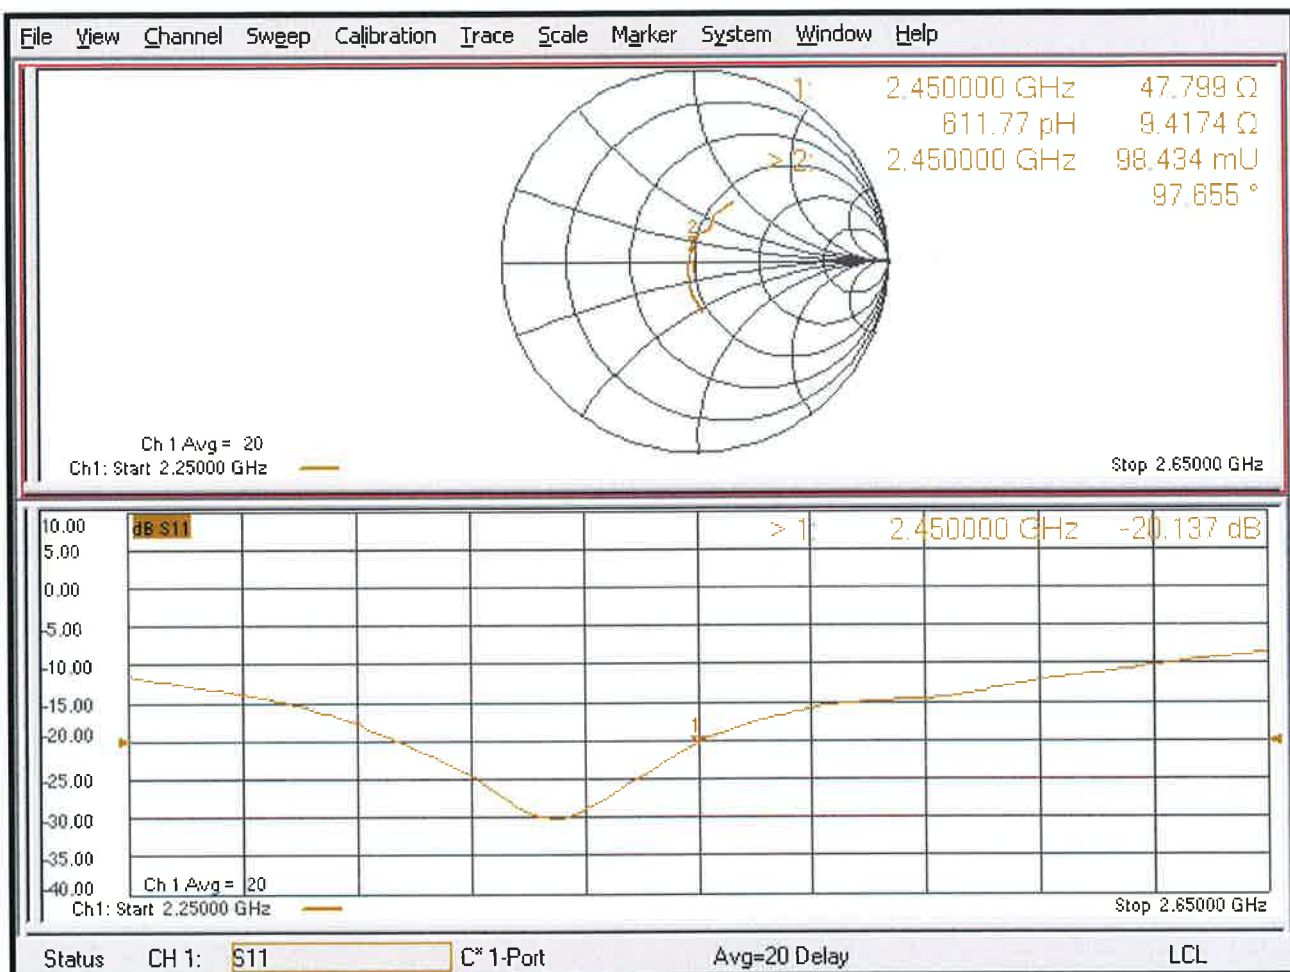 File View Channel Sweep Calibration Trace Scale Marker System Window Help
1: 2.450000 GHz 47.799 Ω
611.77 pH 9.4174 Ω
> 2: 2.450000 GHz 98.434 mU
97.655 °
2
Ch 1 Avg = 20
Ch1: Start 2.25000 GHz Stop 2.65000 GHz
10.00 dB S11 > 1: 2.450000 GHz -20.137 dB
5.00
0.00
-5.00
-10.00
-15.00
-20.00
1
-25.00
-30.00
-35.00
-40.00 Ch 1 Avg = 20
Ch1: Start 2.25000 GHz Stop 2.65000 GHz
Status CH 1: S11 C* 1-Port Avg=20 Delay LCL